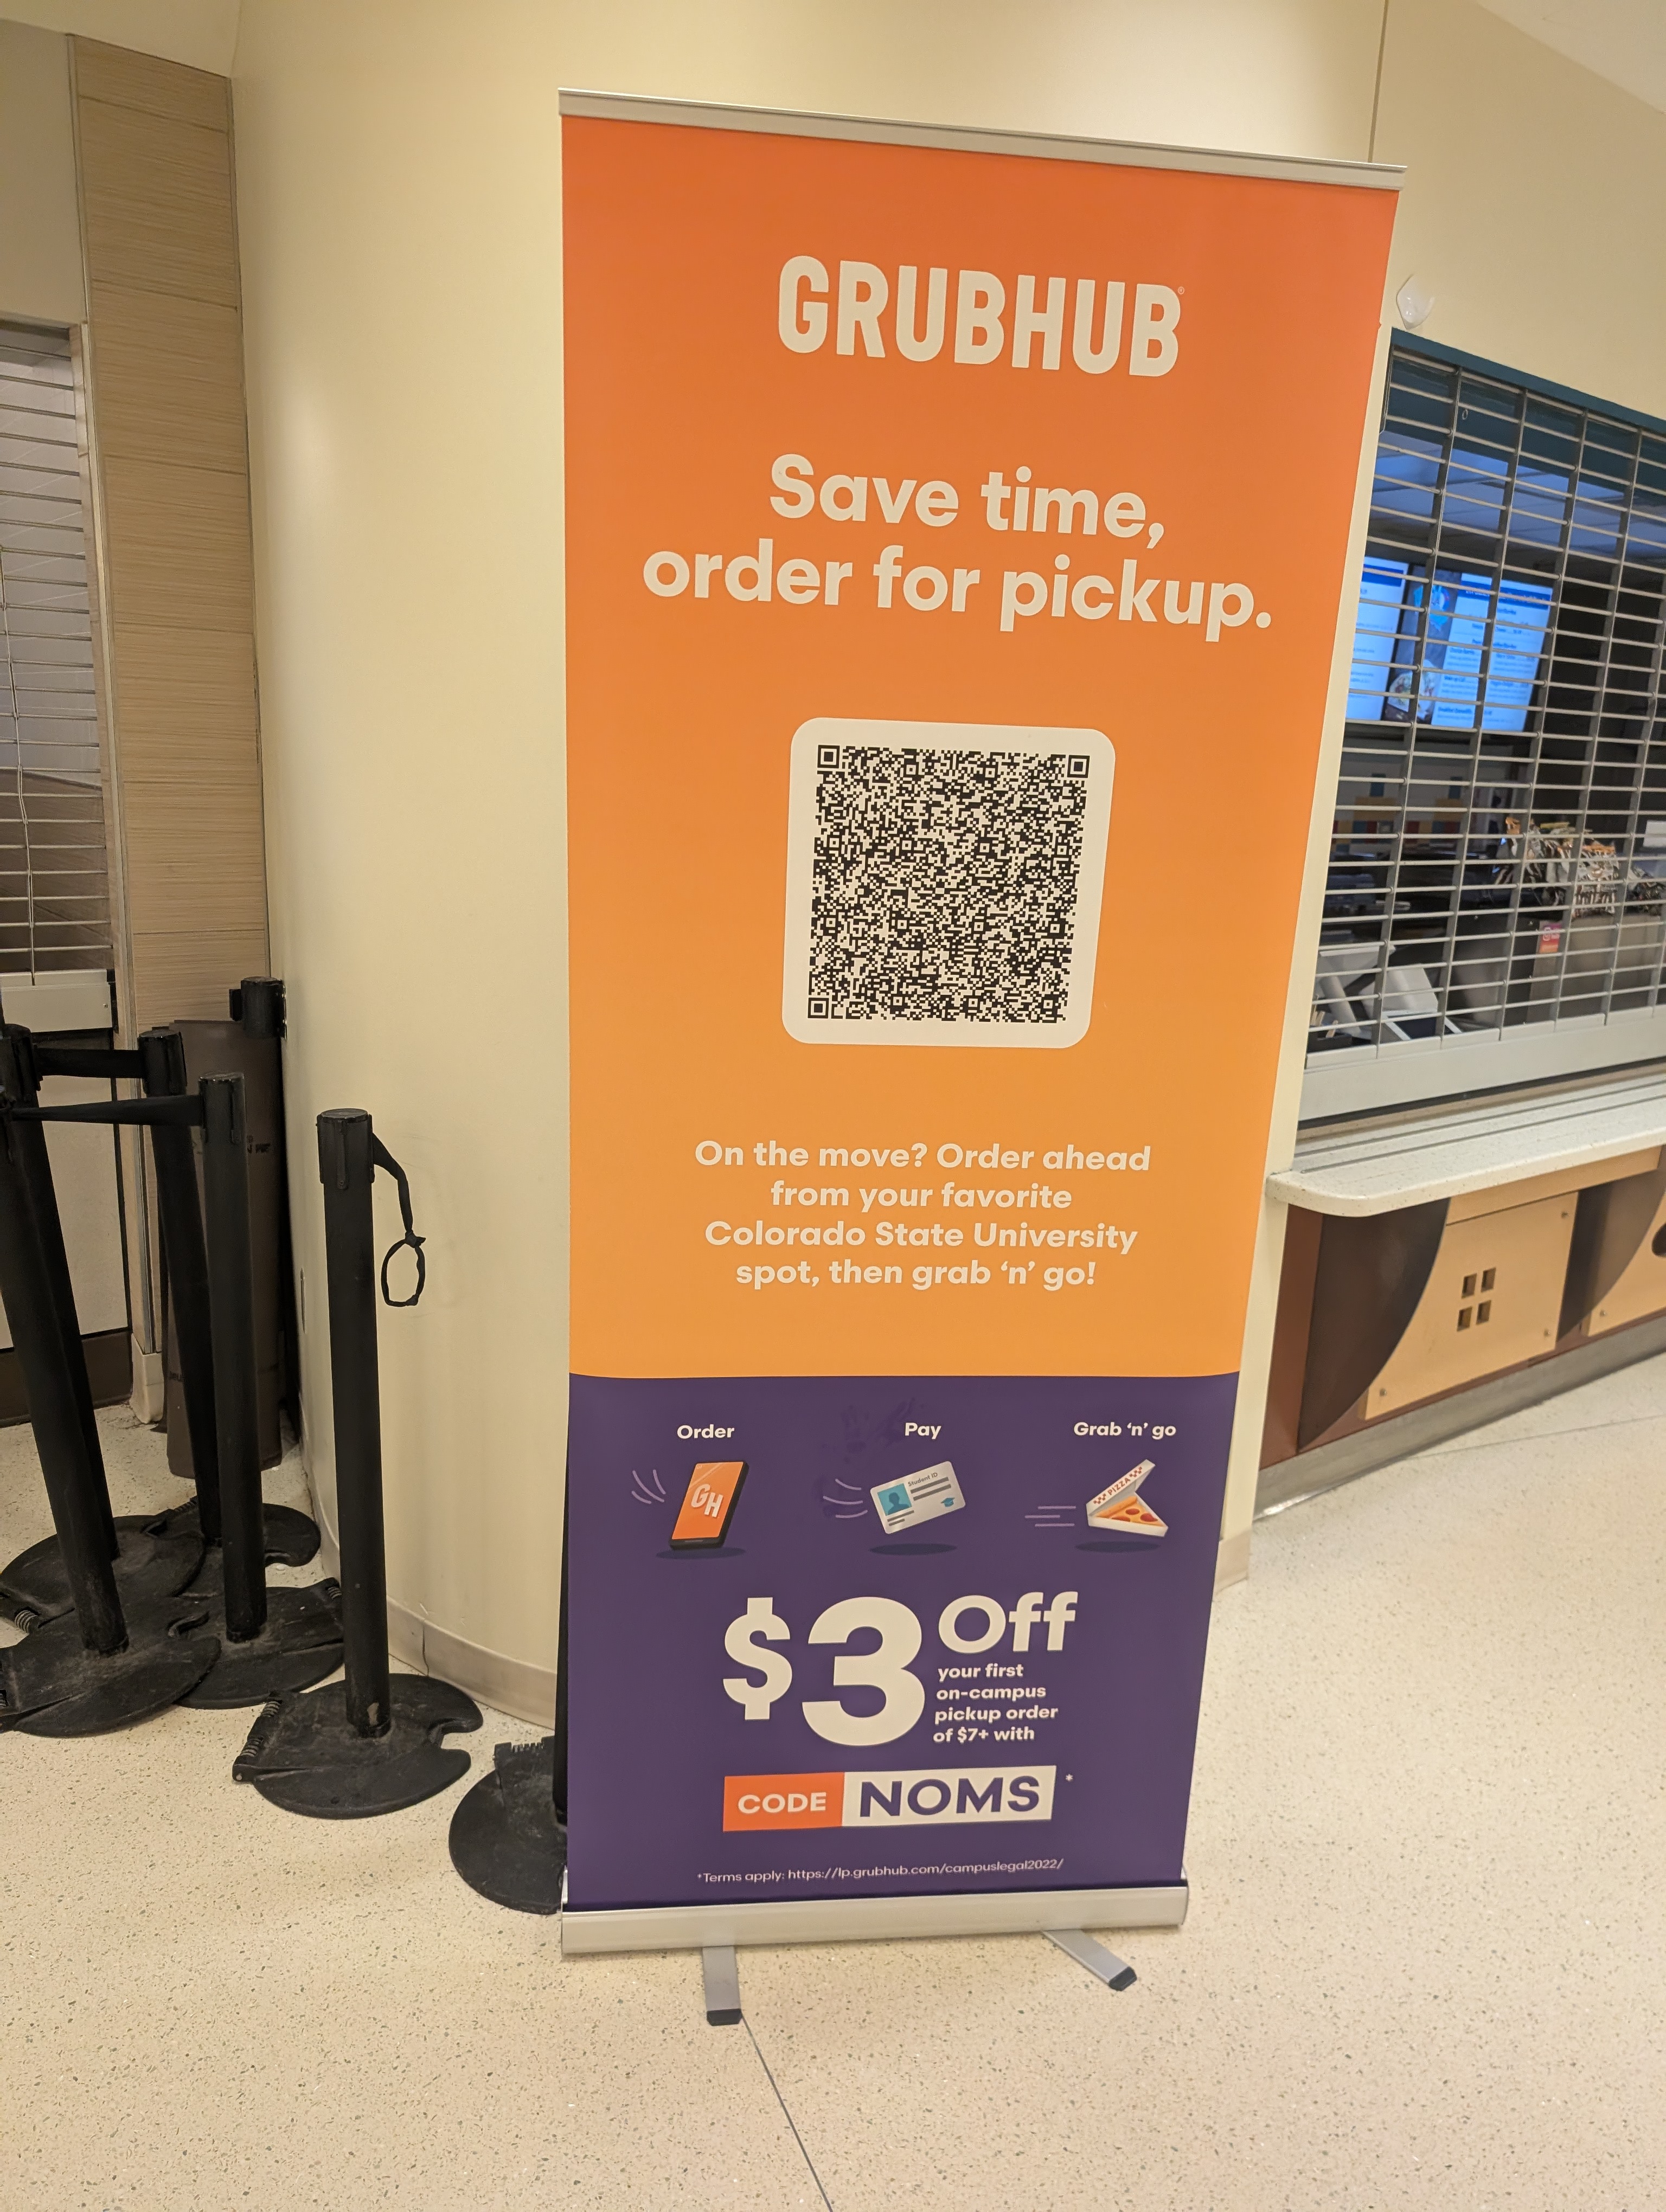 GRUBHUB®
Save time,
order for pickup.
On the move? Order ahead
from your favorite
Colorado State University
spot, then grab ‘n’ go!
Order
Pay
Grab ‘n’ go
GH
Student ID
PIZZA
$3 Off
your first
on-campus
pickup order
of $7+ with
CODE NOMS*
*Terms apply: https://lp.grubhub.com/campuslegal2022/